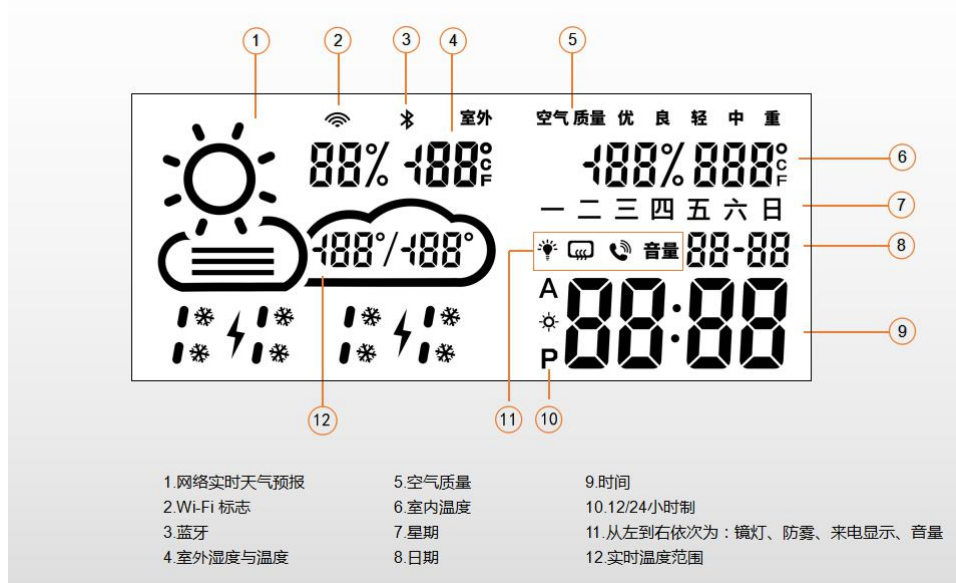 1 2 3 4 5
室外 空气质量 优 良 轻 中 重
88% -188°C F -188% 888°C F
6
一 二 三 四 五 六 日
7
-188°/-188° 音量 88-88
8
A
88:88
9
P
12 11 10
1.网络实时天气预报
2.Wi-Fi 标志
3.蓝牙
4.室外湿度与温度
5.空气质量
6.室内温度
7.星期
8.日期
9.时间
10.12/24小时制
11.从左到右依次为：镜灯、防雾、来电显示、音量
12.实时温度范围